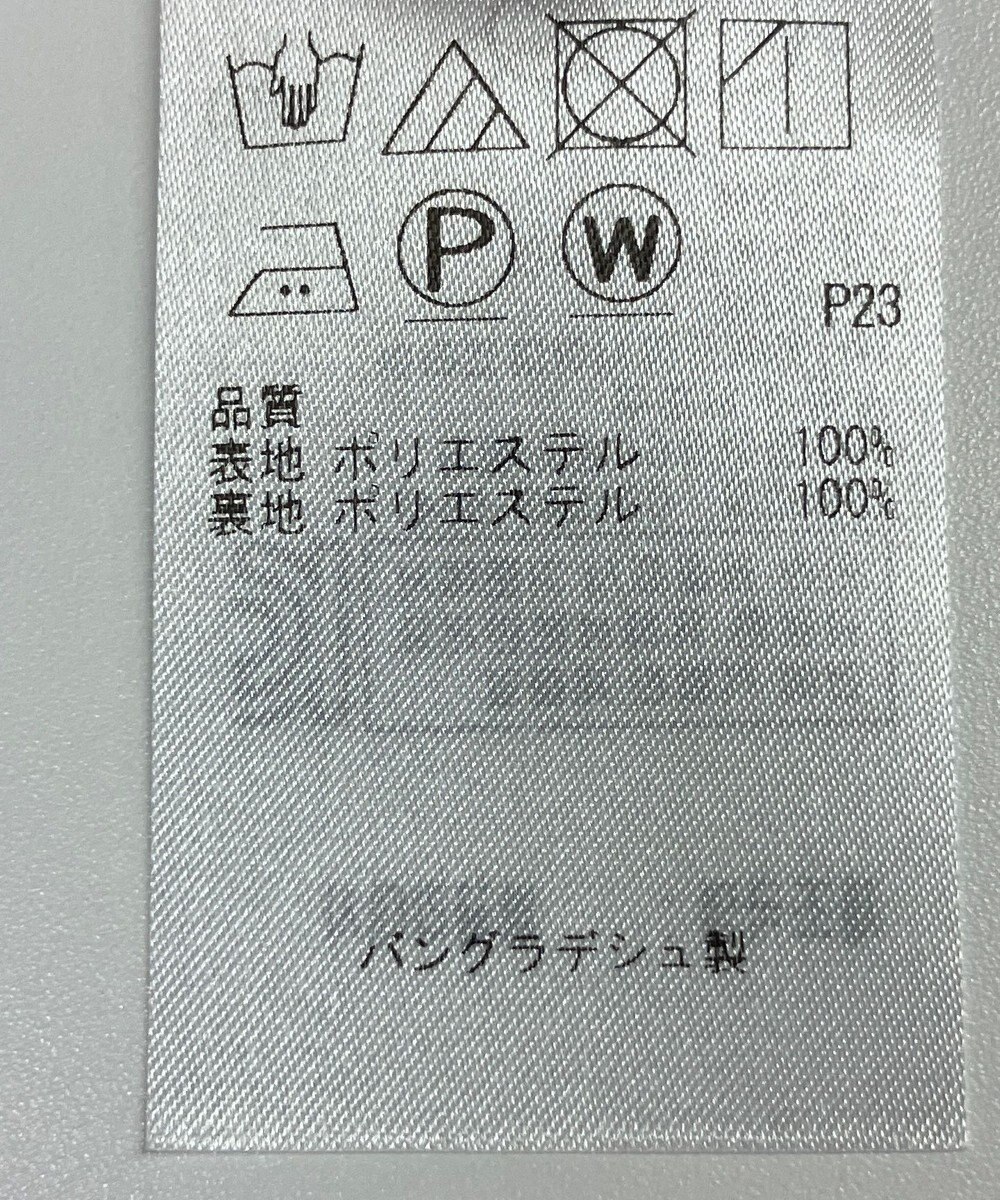 P W
P23
品質
表地 ポリエステル 100%
裏地 ポリエステル 100%
バングラデシュ製